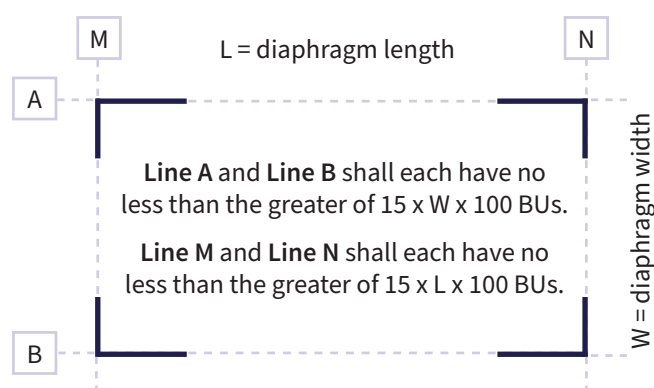 M
L = diaphragm length
N
A
Line A and Line B shall each have no
less than the greater of 15 x W x 100 BUs.
Line M and Line N shall each have no
less than the greater of 15 x L x 100 BUs.
W = diaphragm width
B